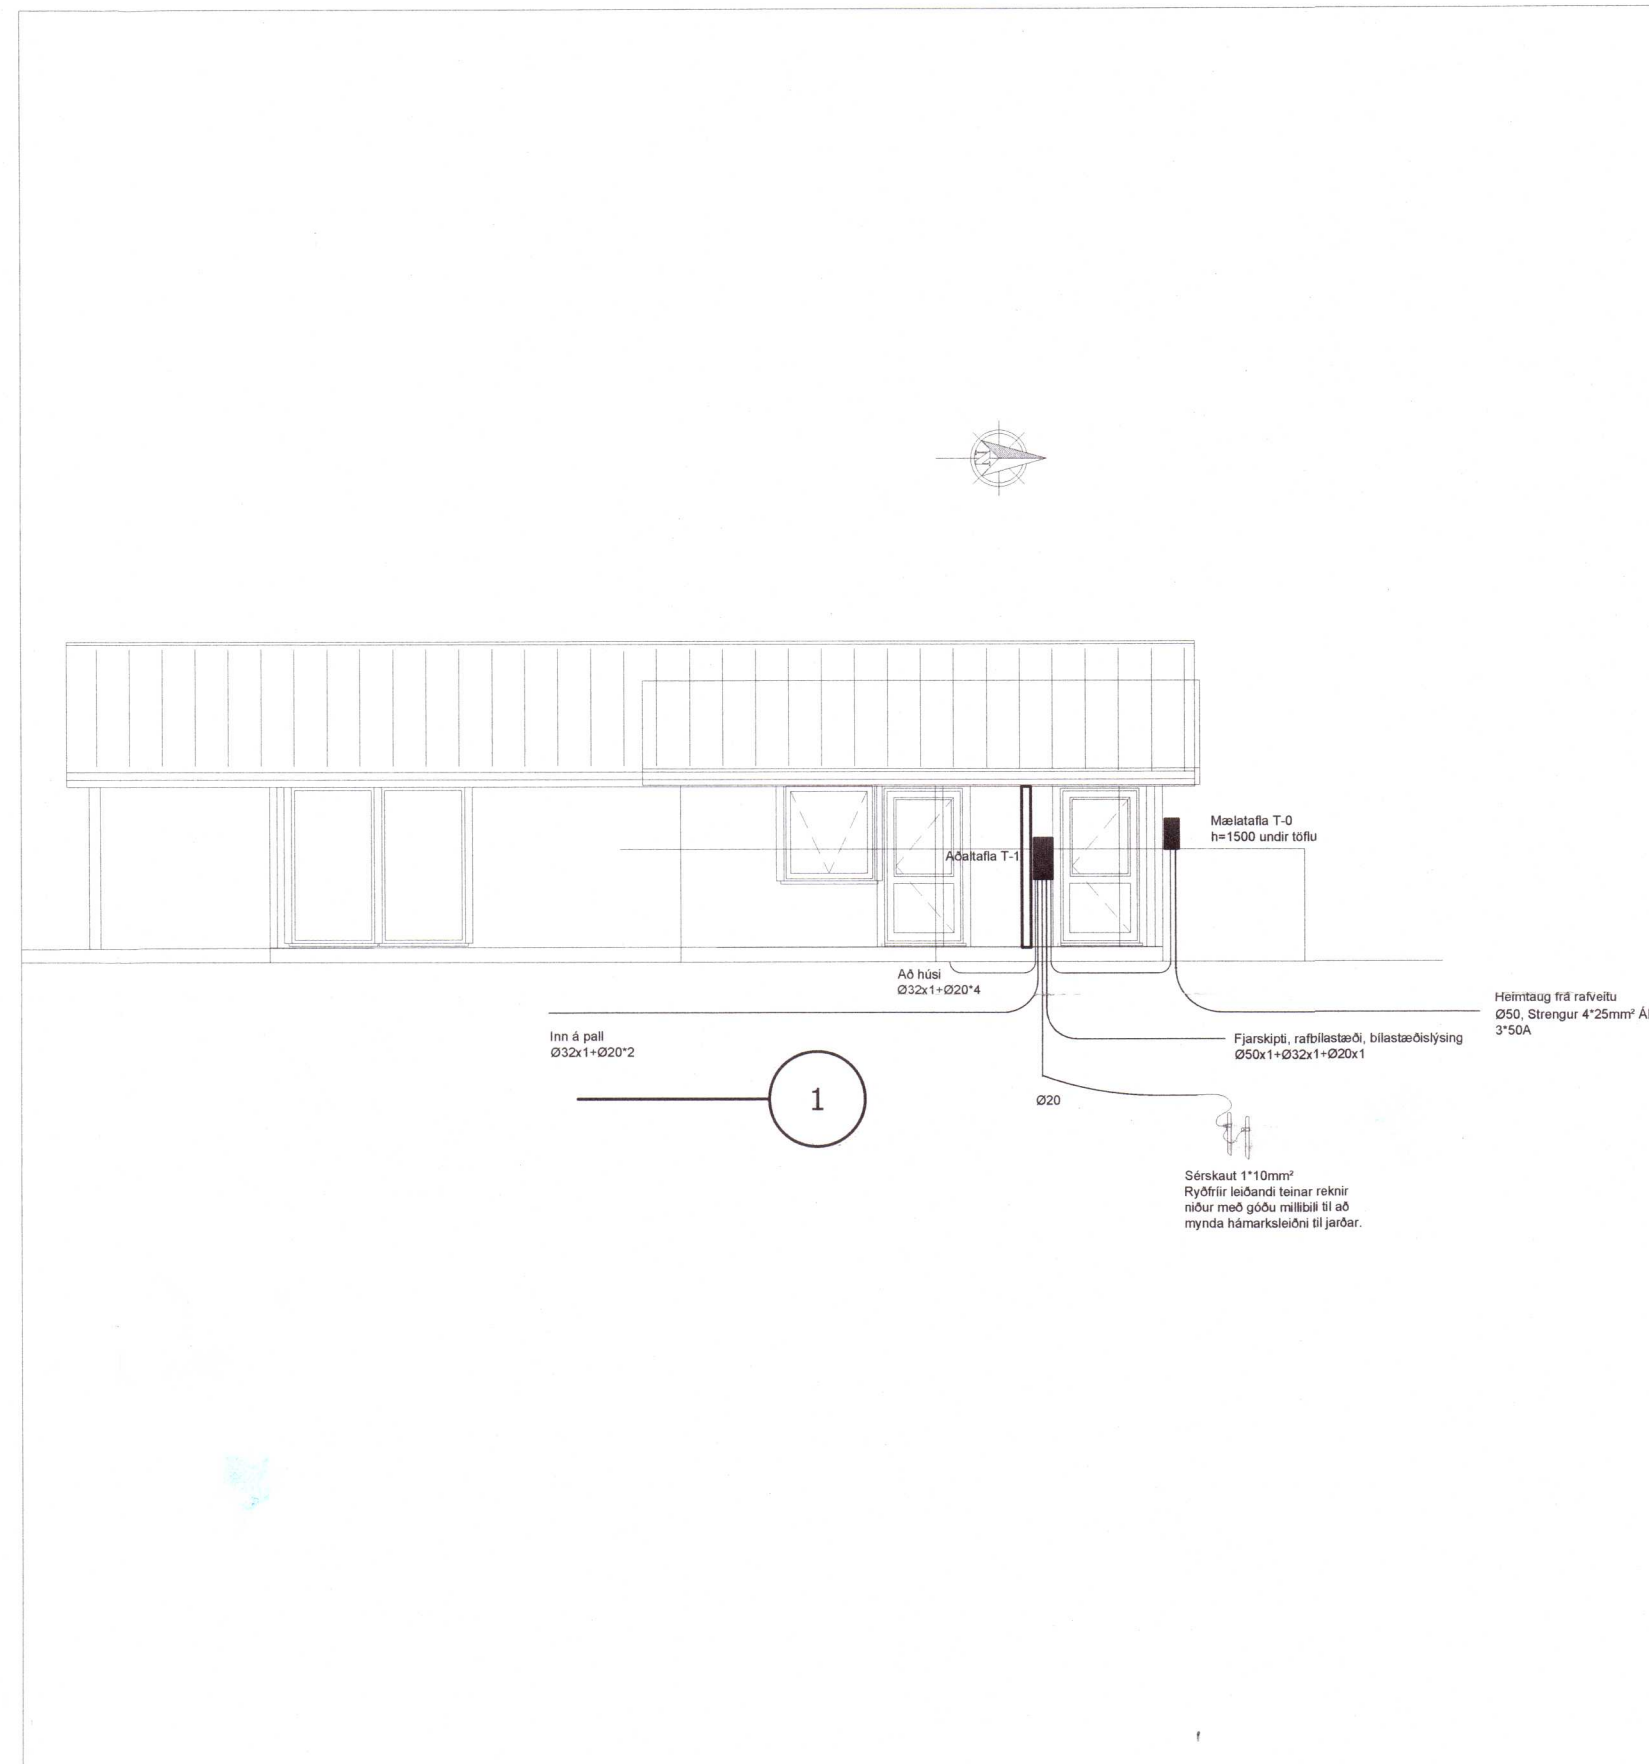 N
Mælatafla T-0
h=1500 undir töflu
Aðaltafla T-1
Að húsi
Ø32x1+Ø20*4
Heimtaug frá rafveitu
Ø50, Strengur 4*25mm² Ál
3*50A
Inn á pall
Ø32x1+Ø20*2
Fjarskipti, rafbílastæði, bílastæðislýsing
Ø50x1+Ø32x1+Ø20x1
1
Ø20
Sérskaut 1*10mm²
Ryðfríir leiðandi teinar reknir
niður með góðu millibili til að
mynda hámarksleiðni til jarðar.